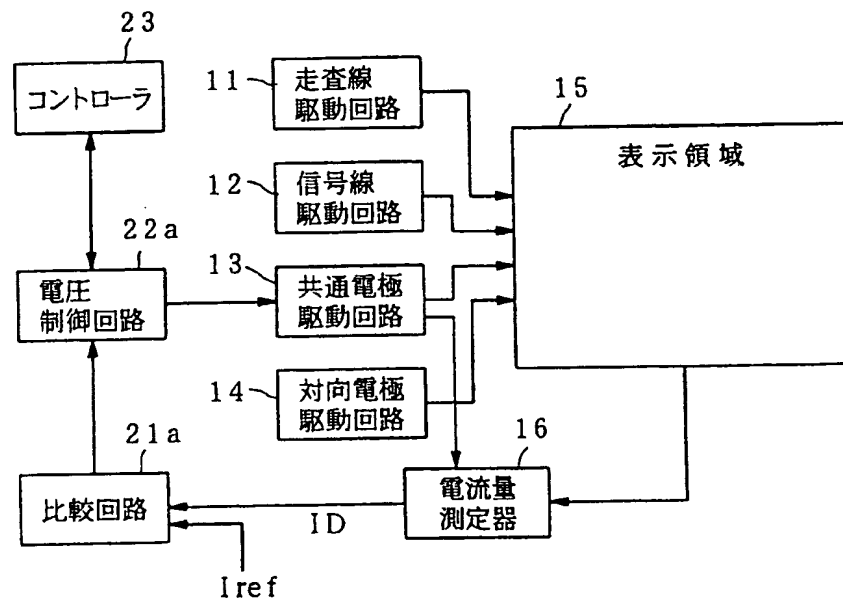 23
コントローラ
11
走査線
駆動回路
15
表示領域
12
信号線
駆動回路
22a
電圧
制御回路
13
共通電極
駆動回路
14
対向電極
駆動回路
21a
比較回路
16
電流量
測定器
ID
Iref